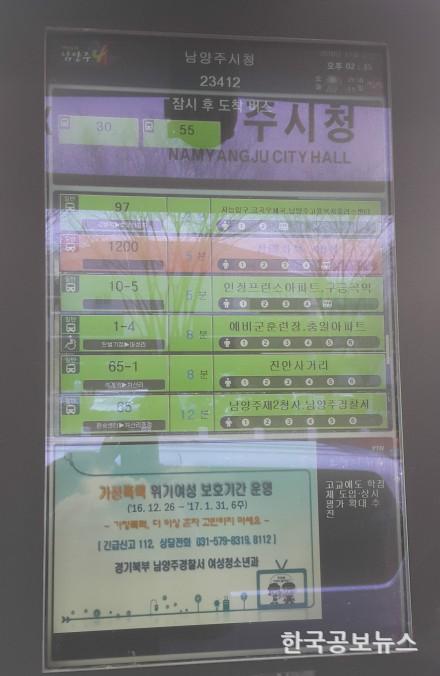 남양주
남양주시청
23412
오후 02
잠시 후 도착 버스
30
55
주시청
NAMYANGJU CITY HALL
97
1200 5 분
10-5 5 분 인창프린스아파트,구릉목역
1-4 8 분 예비군훈련장.충일아파트
65-1 8 분 진안사거리
65 12 분 남양주제2청사.남양주경찰서
가정폭력 위기여성 보호기간 운영
('16. 12. 26 ~ '17. 1. 31, 6주)
- 가정폭력, 더 이상 혼자 고민하지 마세요 -
[ 긴급신고 112, 상담전화 031-579-8319, 8112 ]
경기북부 남양주경찰서 여성청소년과
YTN
고교에도 학점
제 도입·상시
평가 확대 추
진
한국공보뉴스